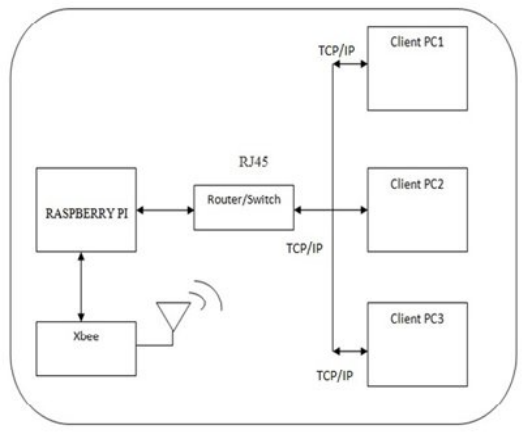 Client PC1
TCP/IP
RJ45
Client PC2
Router/Switch
RASPBERRY PI
TCP/IP
Client PC3
Xbee
TCP/IP